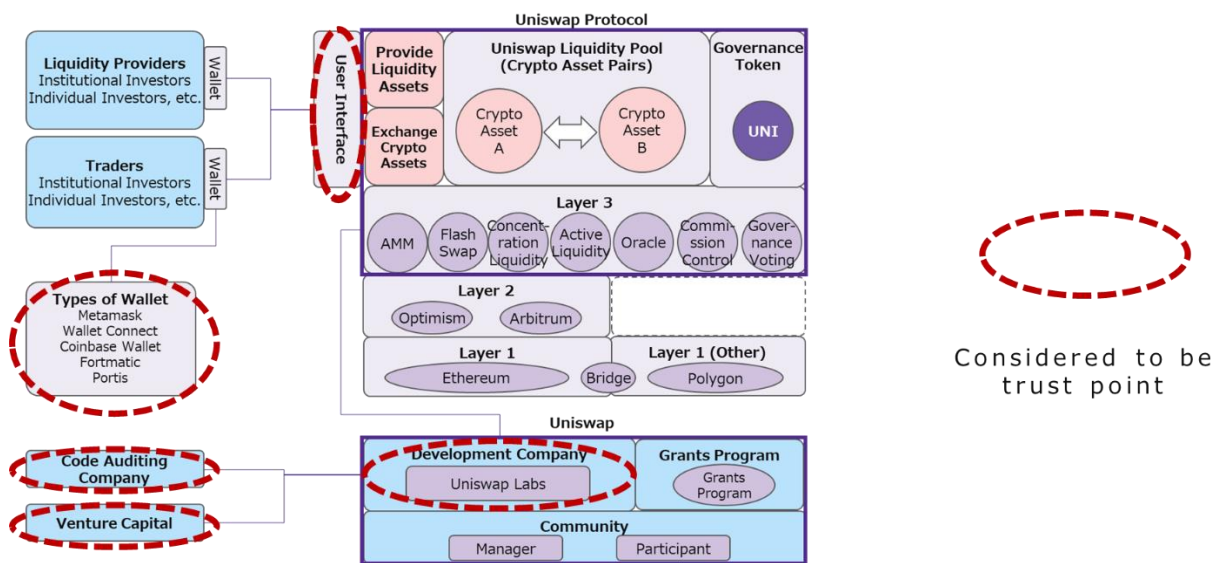 Uniswap Protocol
Liquidity Providers
Institutional Investors
Individual Investors, etc.
Wallet
Traders
Institutional Investors
Individual Investors, etc.
Wallet
User Interface
Provide
Liquidity
Assets
Exchange
Crypto
Assets
Uniswap Liquidity Pool
(Crypto Asset Pairs)
Crypto
Asset
A
Crypto
Asset
B
Governance
Token
UNI
Layer 3
AMM
Flash
Swap
Concent-
ration
Liquidity
Active
Liquidity
Oracle
Commi-
ssion
Control
Gover-
nance
Voting
Types of Wallet
Metamask
Wallet Connect
Coinbase Wallet
Fortmatic
Portis
Layer 2
Optimism
Arbitrum
Layer 1
Ethereum
Bridge
Layer 1 (Other)
Polygon
Considered to be
trust point
Uniswap
Code Auditing
Company
Venture Capital
Development Company
Uniswap Labs
Grants Program
Grants
Program
Community
Manager
Participant